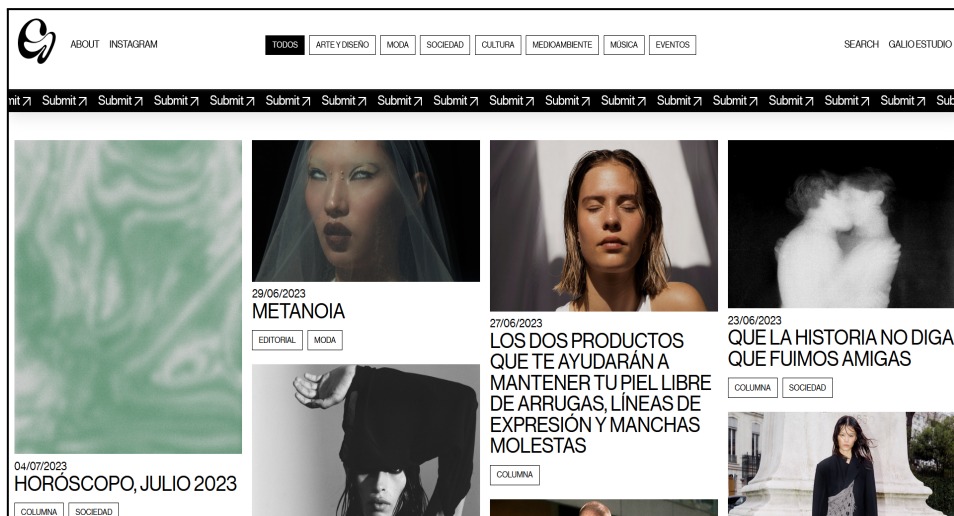 ABOUT INSTAGRAM
TODOS ARTE Y DISEÑO MODA SOCIEDAD CULTURA MEDIOAMBIENTE MÚSICA EVENTOS
SEARCH GALIO ESTUDIO
Submit Submit Submit Submit Submit Submit Submit Submit Submit Submit Submit Submit Submit Submit Submit Submit
04/07/2023
HORÓSCOPO, JULIO 2023
COLUMNA SOCIEDAD
29/06/2023
METANOIA
EDITORIAL MODA
27/06/2023
LOS DOS PRODUCTOS
QUE TE AYUDARÁN A
MANTENER TU PIEL LIBRE
DE ARRUGAS, LÍNEAS DE
EXPRESIÓN Y MANCHAS
MOLESTAS
COLUMNA
23/06/2023
QUE LA HISTORIA NO DIGA
QUE FUIMOS AMIGAS
COLUMNA SOCIEDAD